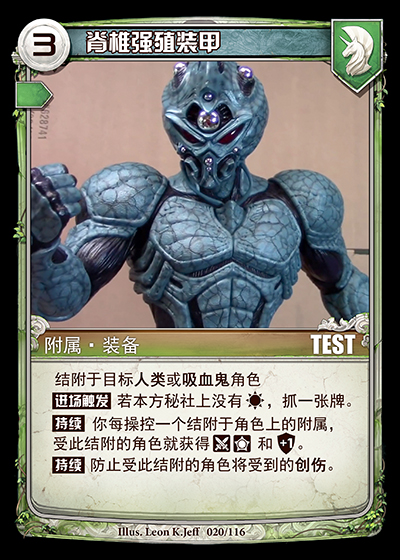 3 脊椎强殖装甲
628741
附属·装备 TEST
结附于目标人类或吸血鬼角色
进场触发 若本方秘社上没有 ，抓一张牌。
持续 你每操控一个结附于角色上的附属，
受此结附的角色就获得 和 +1 。
持续 防止受此结附的角色将受到的创伤。
Illus. Leon K.Jeff 020/116